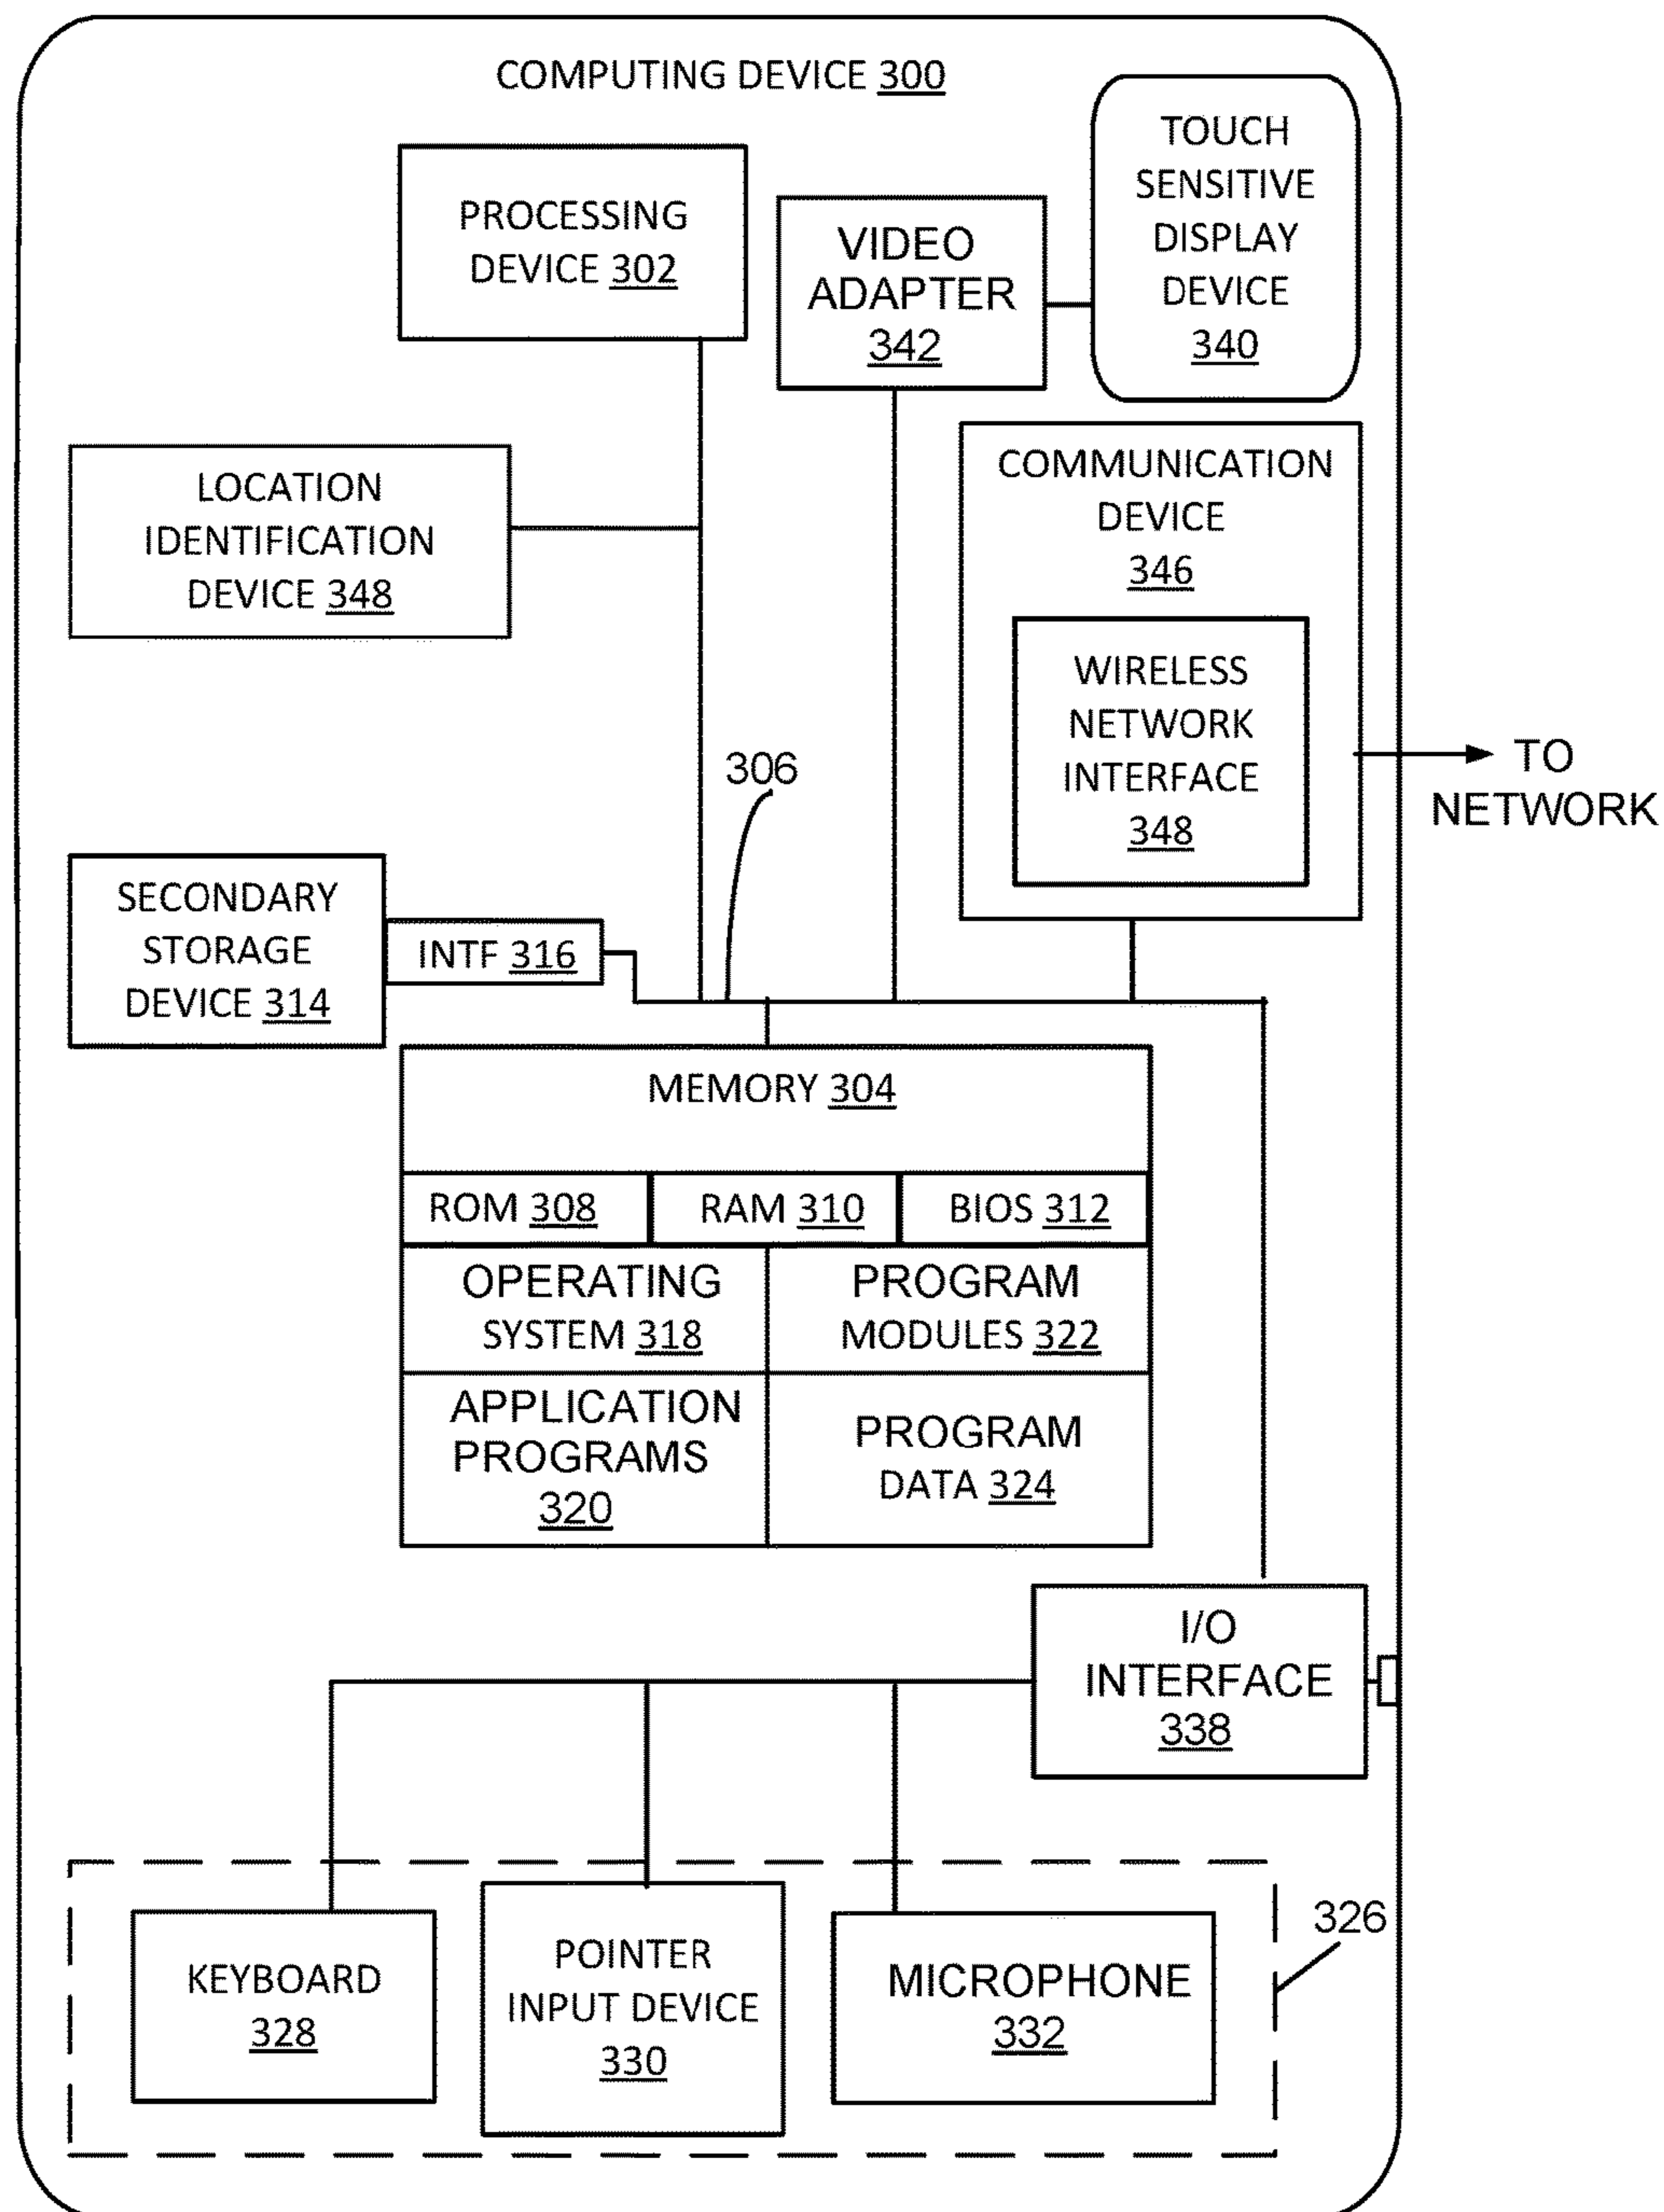 COMPUTING DEVICE 300
TOUCH
SENSITIVE
DISPLAY
DEVICE
340
PROCESSING
DEVICE 302
VIDEO
ADAPTER
342
LOCATION
IDENTIFICATION
DEVICE 348
COMMUNICATION
DEVICE
346
WIRELESS
NETWORK
INTERFACE
348
TO
NETWORK
306
SECONDARY
STORAGE
DEVICE 314
INTF 316
MEMORY 304
ROM 308
RAM 310
BIOS 312
OPERATING
SYSTEM 318
PROGRAM
MODULES 322
APPLICATION
PROGRAMS
320
PROGRAM
DATA 324
I/O
INTERFACE
338
326
KEYBOARD
328
POINTER
INPUT DEVICE
330
MICROPHONE
332